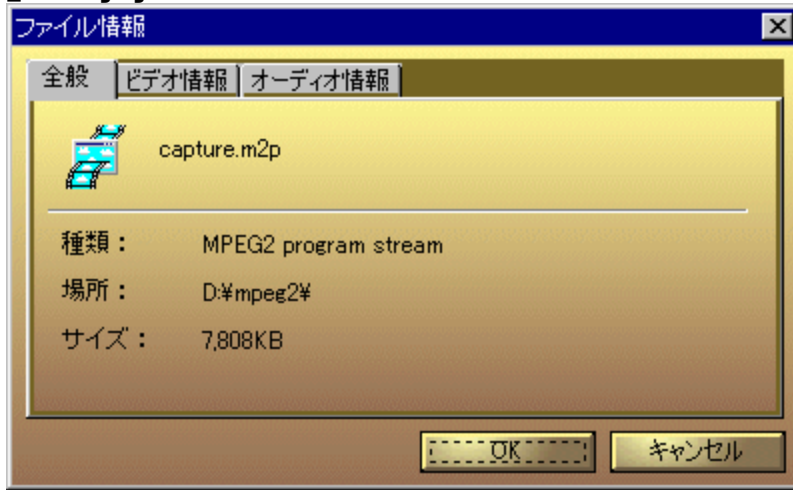 ファイル情報
全般 ビデオ情報 オーディオ情報
capture.m2p
種類： MPEG2 program stream
場所： D:¥mpeg2¥
サイズ： 7,808KB
OK キャンセル